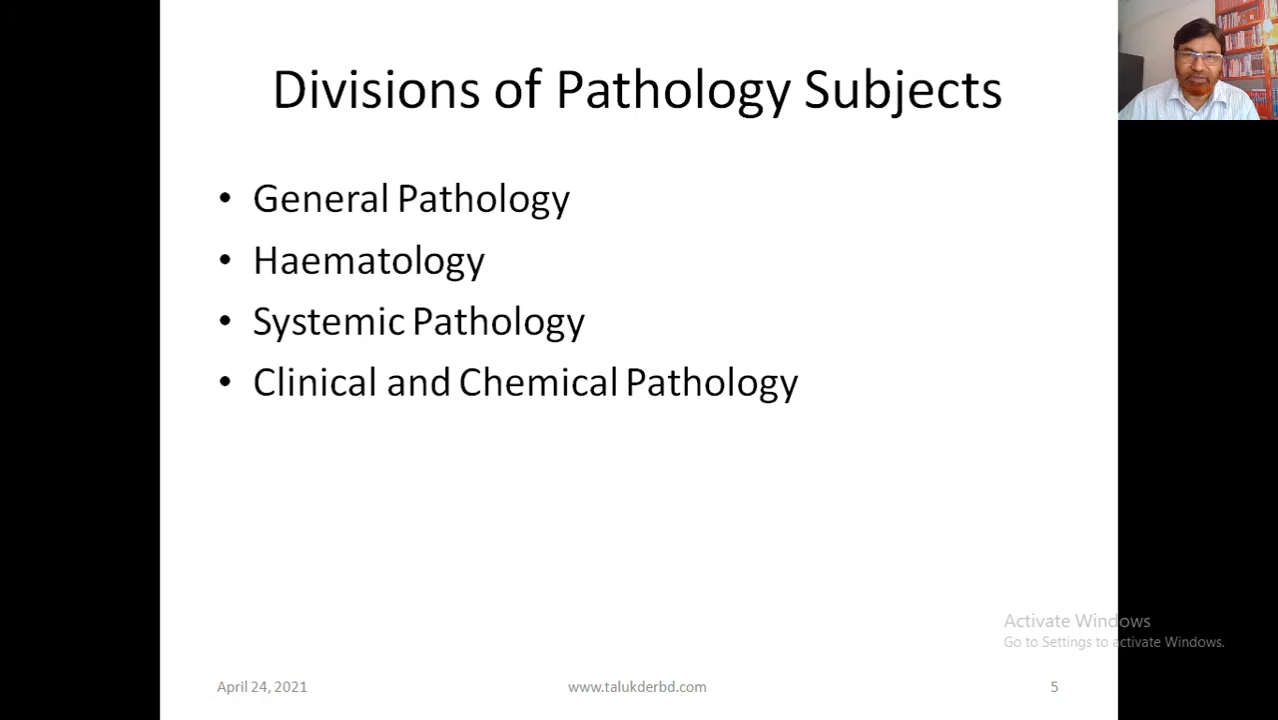 Divisions of Pathology Subjects
• General Pathology
• Haematology
• Systemic Pathology
• Clinical and Chemical Pathology
Activate Windows
Go to Settings to activate Windows.
April 24, 2021
www.talukderbd.com
5